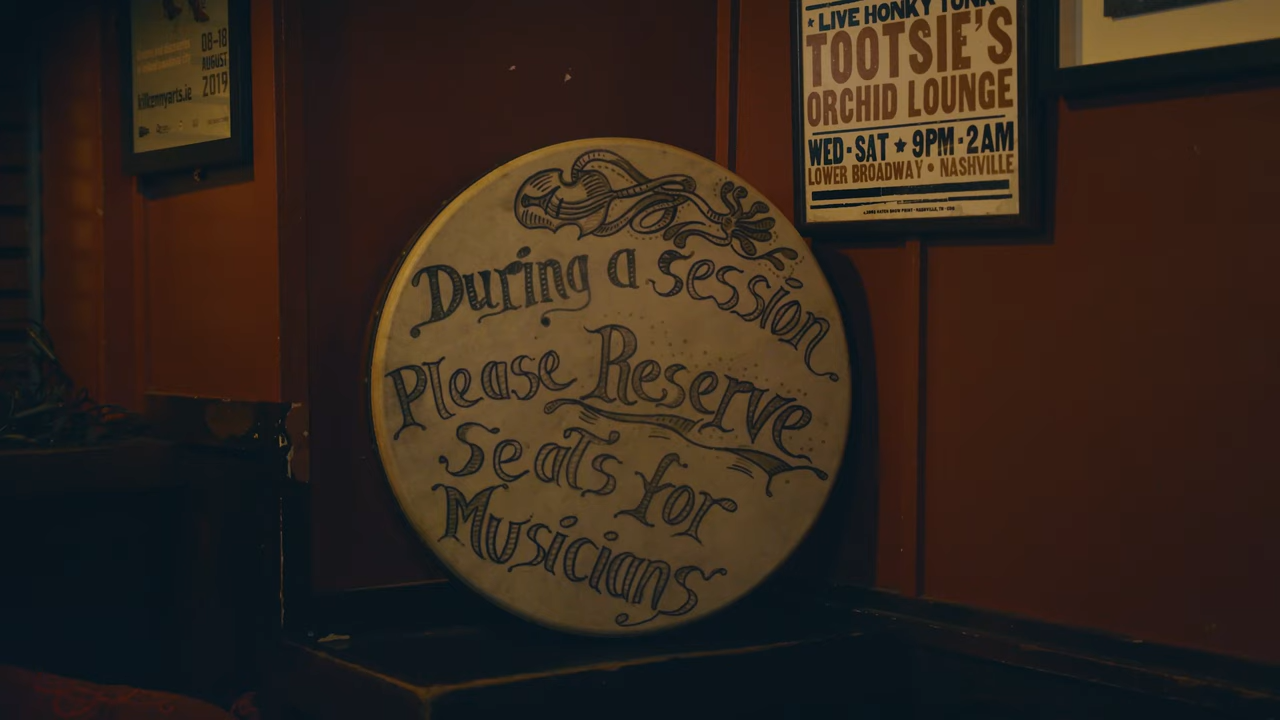 08-18
AUGUST
2019
kilkennyarts.ie
LIVE HONKY TONK
TOOTSIE'S
ORCHID LOUNGE
WED-SAT ★ 9PM-2AM
LOWER BROADWAY • NASHVILLE
During a session
Please Reserve
Seats for
Musicians